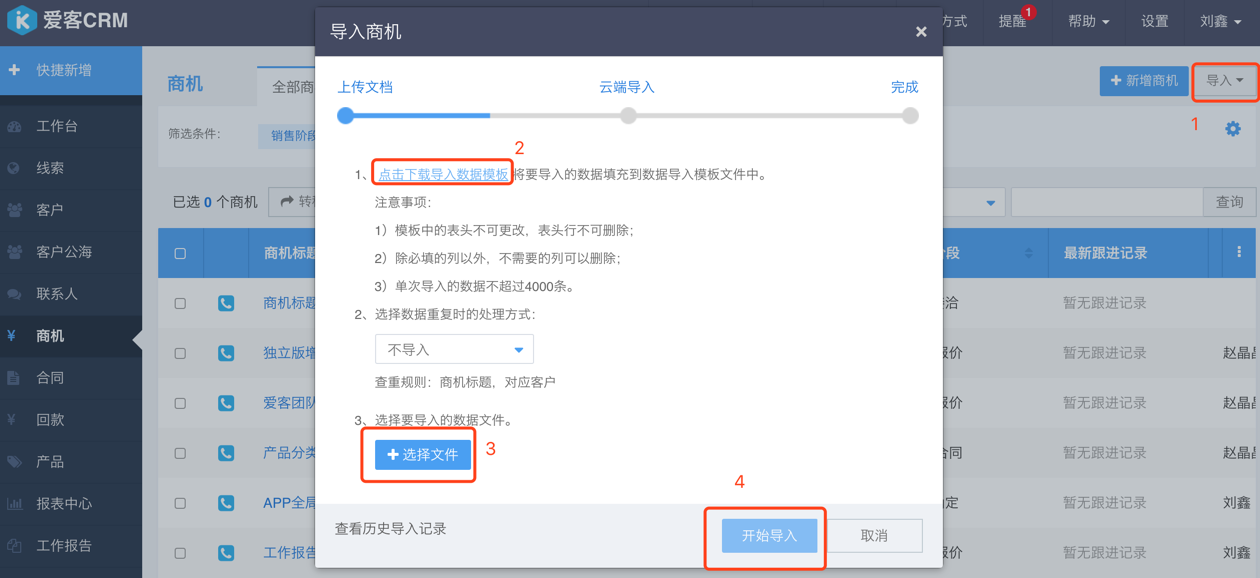 爱客CRM
方式
提醒
1
帮助
设置
刘鑫
快捷新增
工作台
线索
客户
客户公海
联系人
¥ 商机
合同
¥ 回款
产品
报表中心
工作报告
商机
全部商
+ 新增商机
导入
1
筛选条件:
销售阶段
已选 0 个商机
查询
商机标题
段
最新跟进记录
商机标题
洽
暂无跟进记录
独立版增
价
暂无跟进记录
赵晶晶
爱客团队
价
暂无跟进记录
赵晶晶
产品分类
合同
暂无跟进记录
赵晶晶
APP全局
定
暂无跟进记录
刘鑫
工作报告
价
暂无跟进记录
刘鑫
导入商机
×
上传文档
云端导入
完成
2
1、点击下载导入数据模板 将要导入的数据填充到数据导入模板文件中。
注意事项:
1）模板中的表头不可更改，表头行不可删除；
2）除必填的列以外，不需要的列可以删除；
3）单次导入的数据不超过4000条。
2、选择数据重复时的处理方式:
不导入
查重规则：商机标题，对应客户
3、选择要导入的数据文件。
+ 选择文件
3
4
查看历史导入记录
开始导入
取消